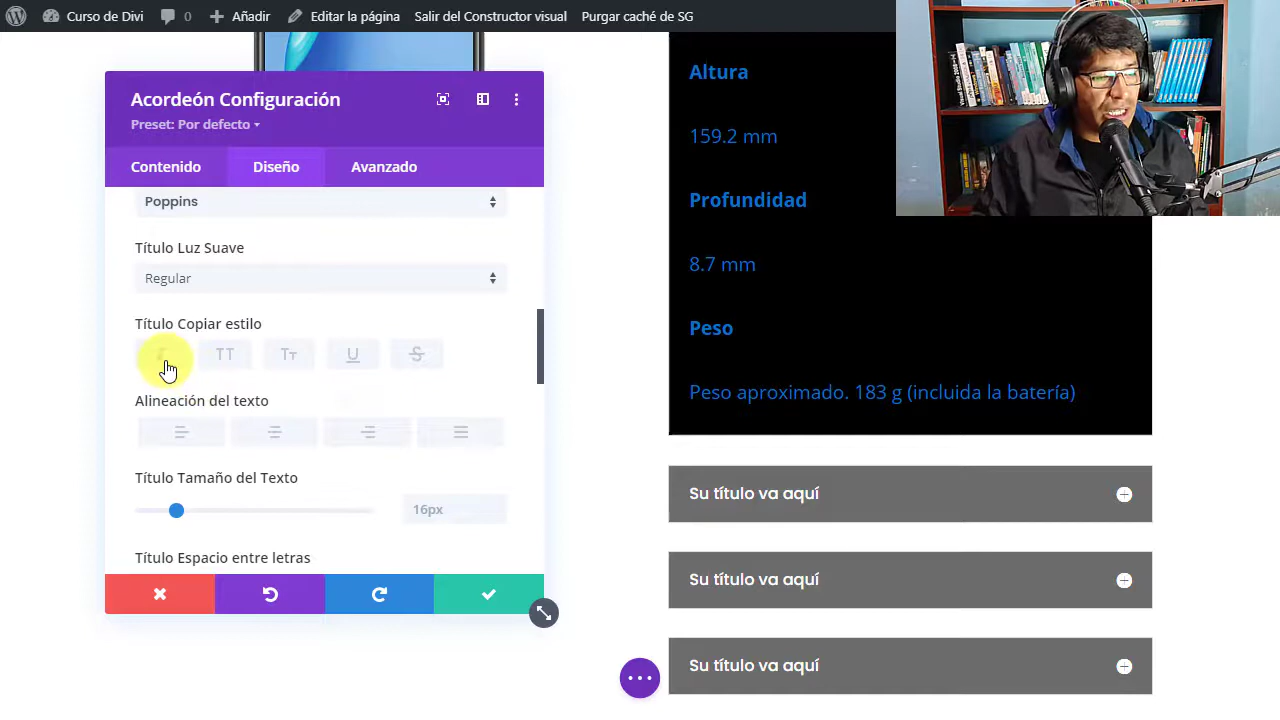 Curso de Divi
0
Añadir
Editar la página
Salir del Constructor visual
Purgar caché de SG
Acordeón Configuración
Preset: Por defecto
Contenido
Diseño
Avanzado
Poppins
Título Luz Suave
Regular
Título Copiar estilo
TT
Tт
U
S
Alineación del texto
Título Tamaño del Texto
16px
Título Espacio entre letras
Altura
159.2 mm
Profundidad
8.7 mm
Peso
Peso aproximado. 183 g (incluida la batería)
Su título va aquí
Su título va aquí
Su título va aquí